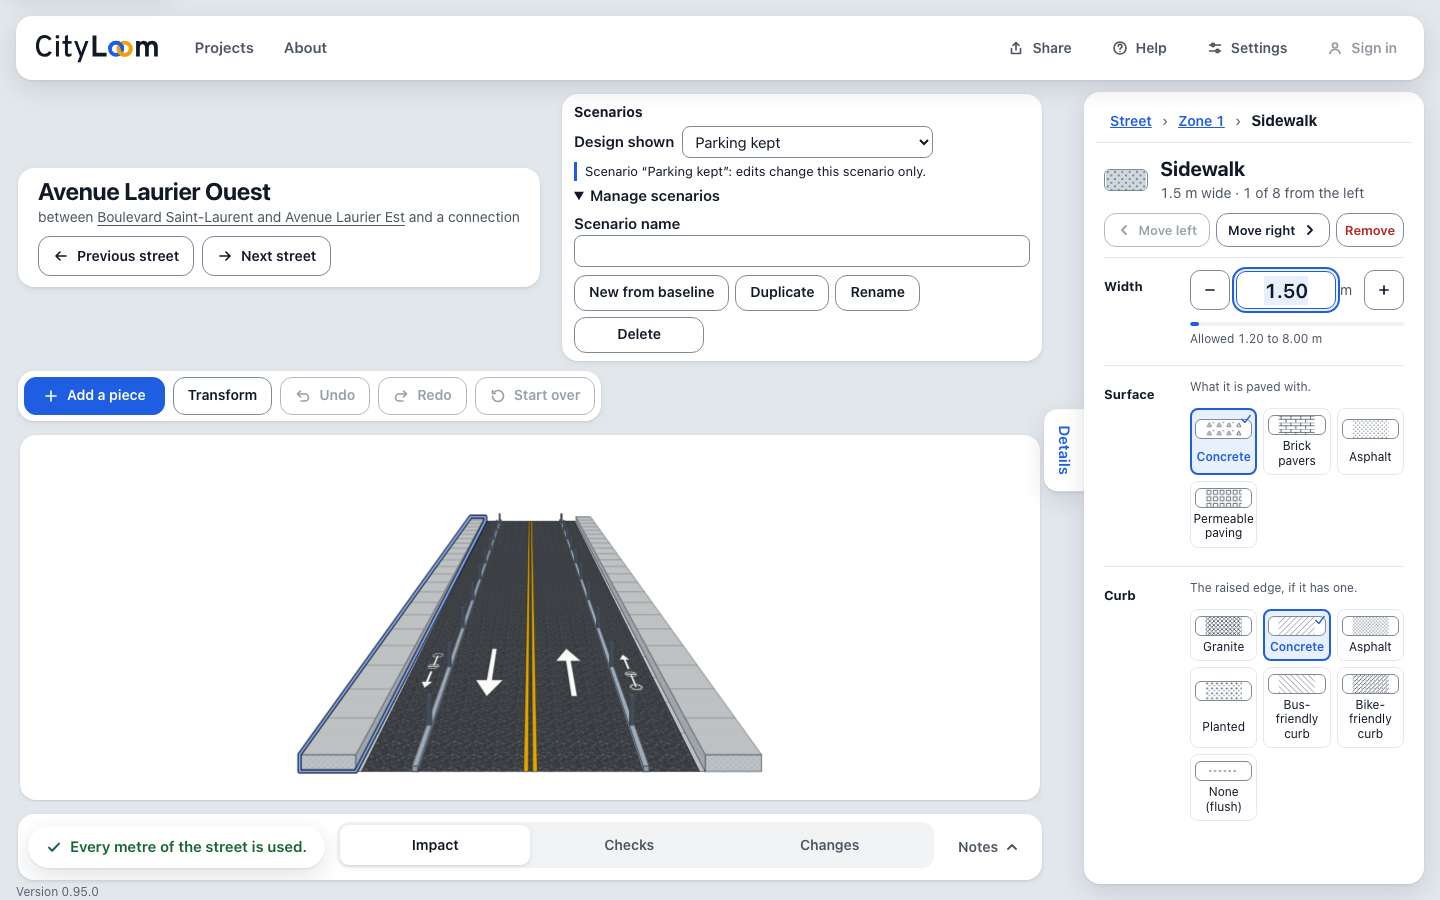 CityLoom
Projects
About
Share
Help
Settings
Sign in
Avenue Laurier Ouest
between Boulevard Saint-Laurent and Avenue Laurier Est and a connection
Previous street
Next street
Scenarios
Design shown
Parking kept
Scenario “Parking kept”: edits change this scenario only.
Manage scenarios
Scenario name
New from baseline
Duplicate
Rename
Delete
Add a piece
Transform
Undo
Redo
Start over
Details
Street › Zone 1 › Sidewalk
Sidewalk
1.5 m wide · 1 of 8 from the left
Move left
Move right
Remove
Width
− 1.50 m +
Allowed 1.20 to 8.00 m
Surface
What it is paved with.
Concrete
Brick
pavers
Asphalt
Permeable
paving
Curb
The raised edge, if it has one.
Granite
Concrete
Asphalt
Planted
Bus-
friendly
curb
Bike-
friendly
curb
None
(flush)
Every metre of the street is used.
Impact
Checks
Changes
Notes
Version 0.95.0